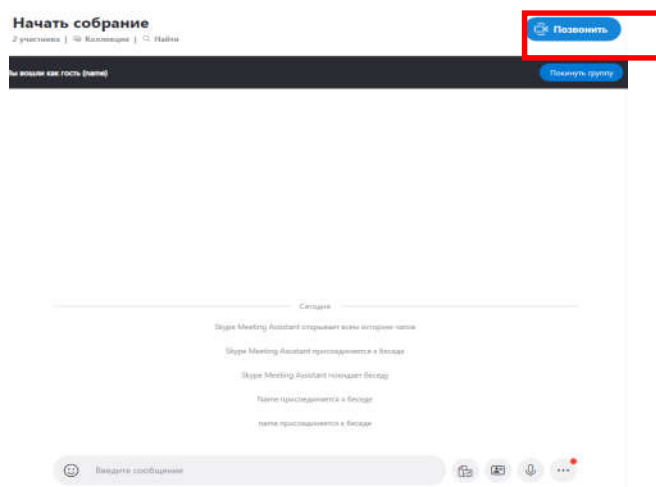 Начать собрание
Позвонить
2 участника | Коллекция | Найти
Вы вошли как гость (name)
Покинуть группу
Сегодня
Skype Meeting Assistant открывает всем историю чатов
Skype Meeting Assistant присоединяется к беседе
Skype Meeting Assistant покидает беседу
Name присоединяется к беседе
name присоединяется к беседе
Введите сообщение